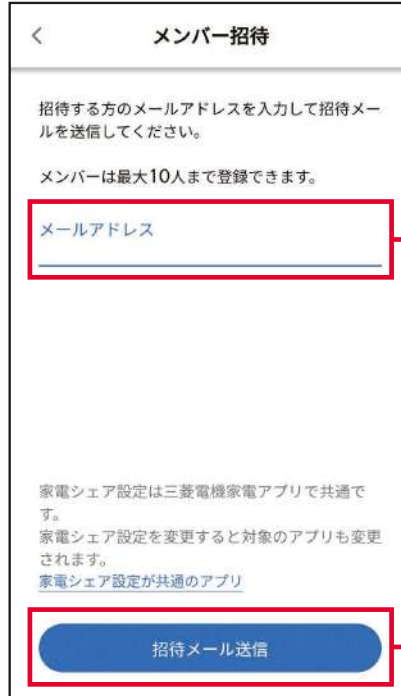 メンバー招待
招待する方のメールアドレスを入力して招待メー
ルを送信してください。
メンバーは最大10人まで登録できます。
メールアドレス
家電シェア設定は三菱電機家電アプリで共通で
す。
家電シェア設定を変更すると対象のアプリも変更
されます。
家電シェア設定が共通のアプリ
招待メール送信